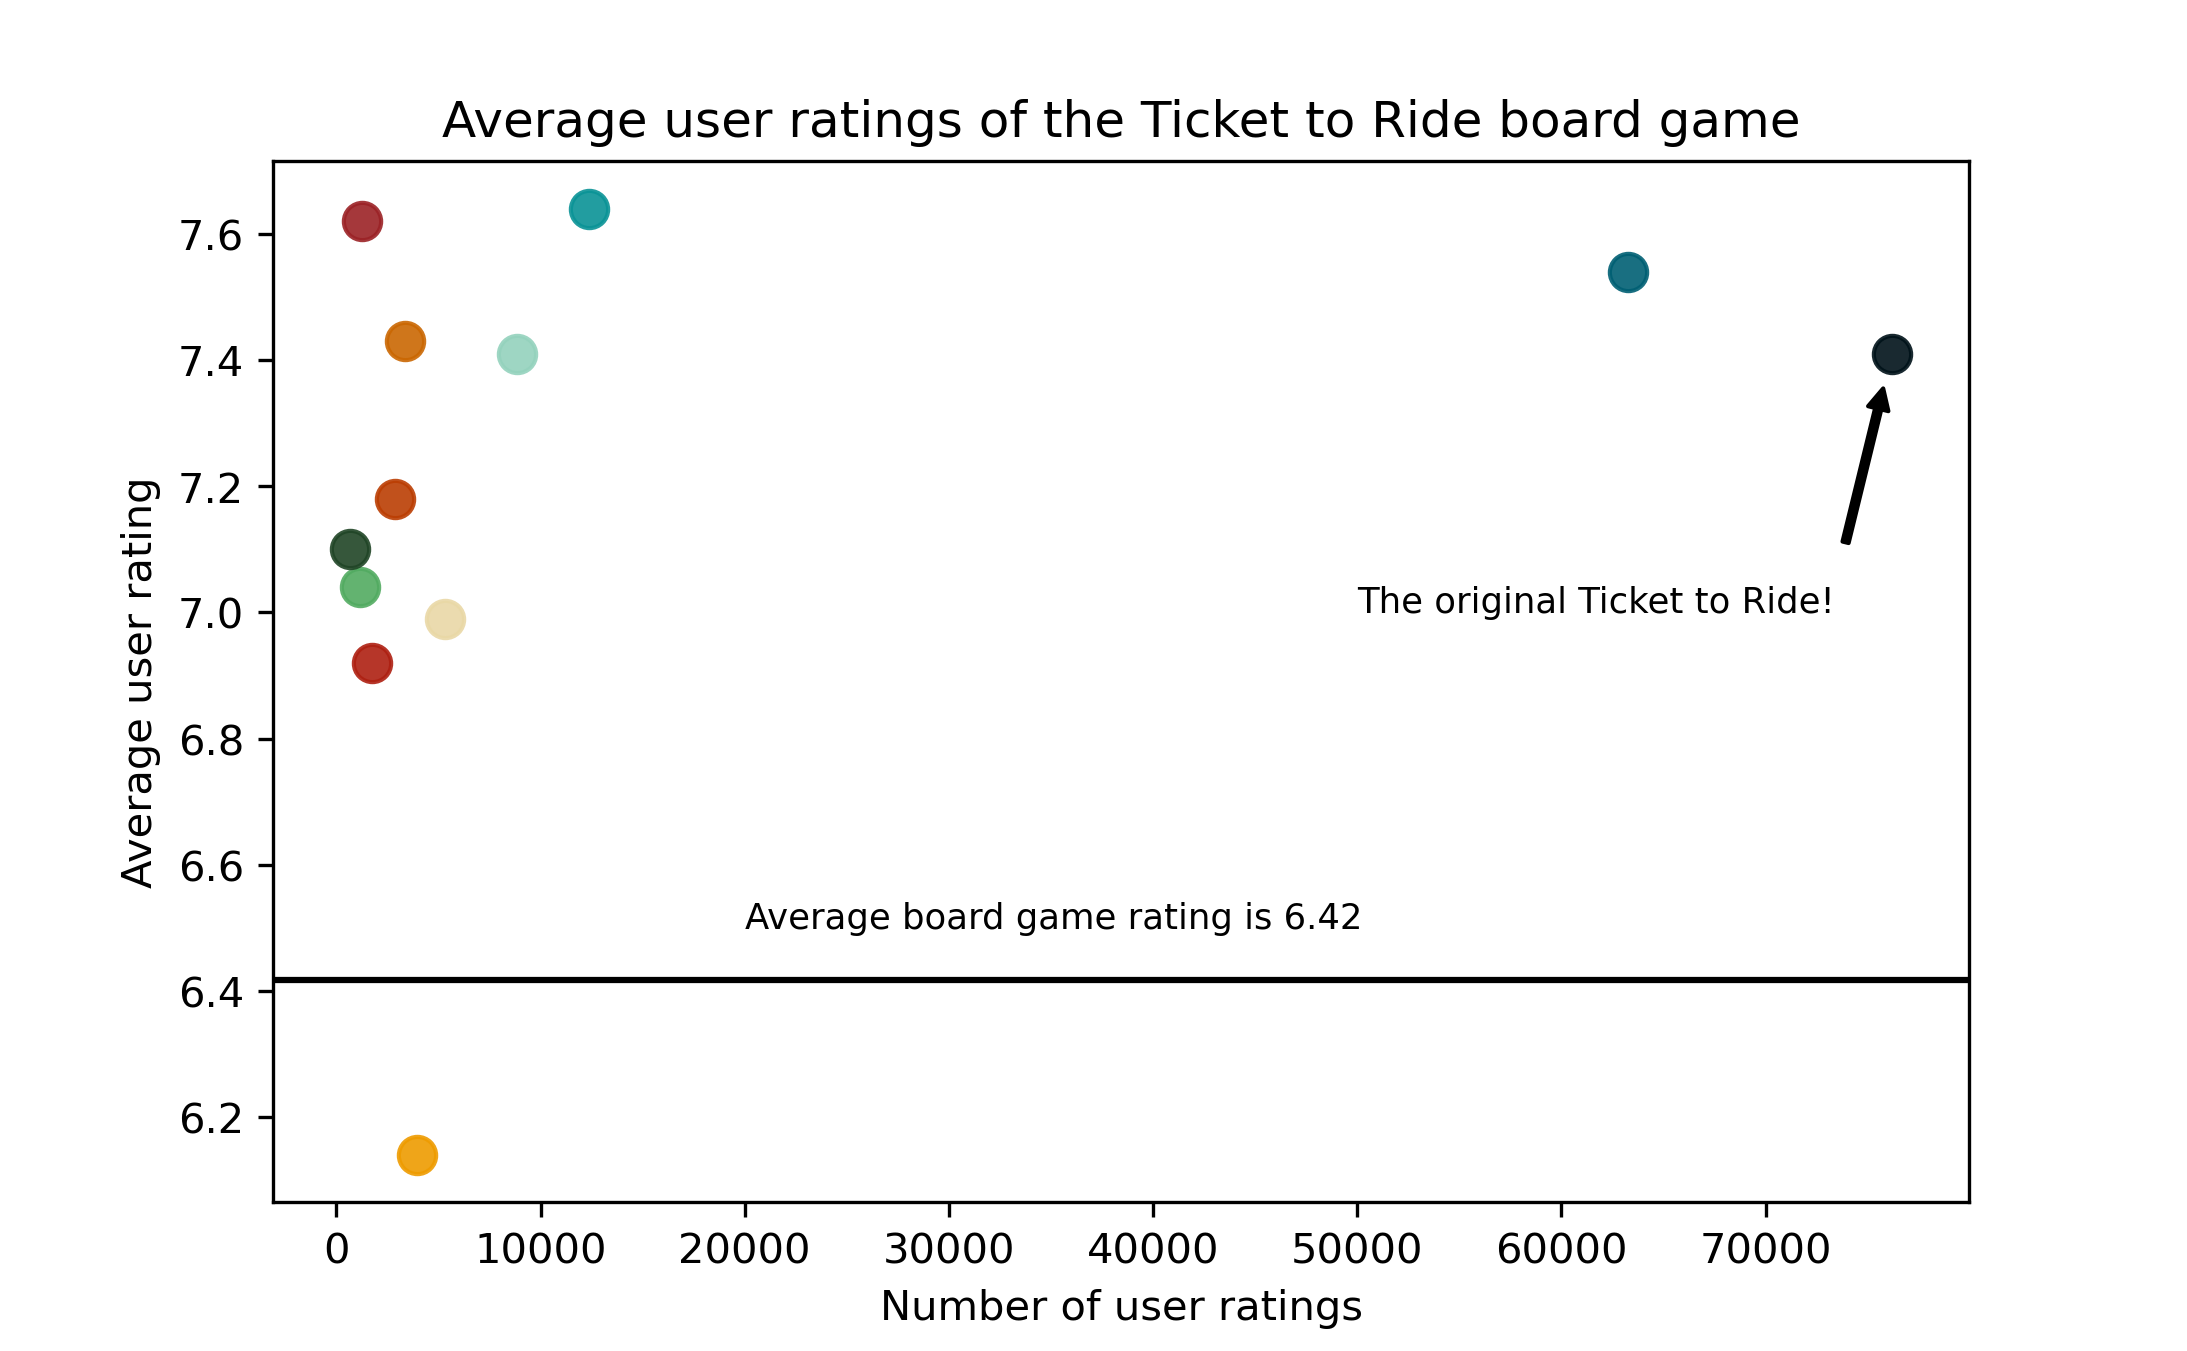 Average user ratings of the Ticket to Ride board game
Average user rating
7.6
7.4
7.2
7.0
6.8
6.6
6.4
6.2
The original Ticket to Ride!
Average board game rating is 6.42
0 10000 20000 30000 40000 50000 60000 70000
Number of user ratings